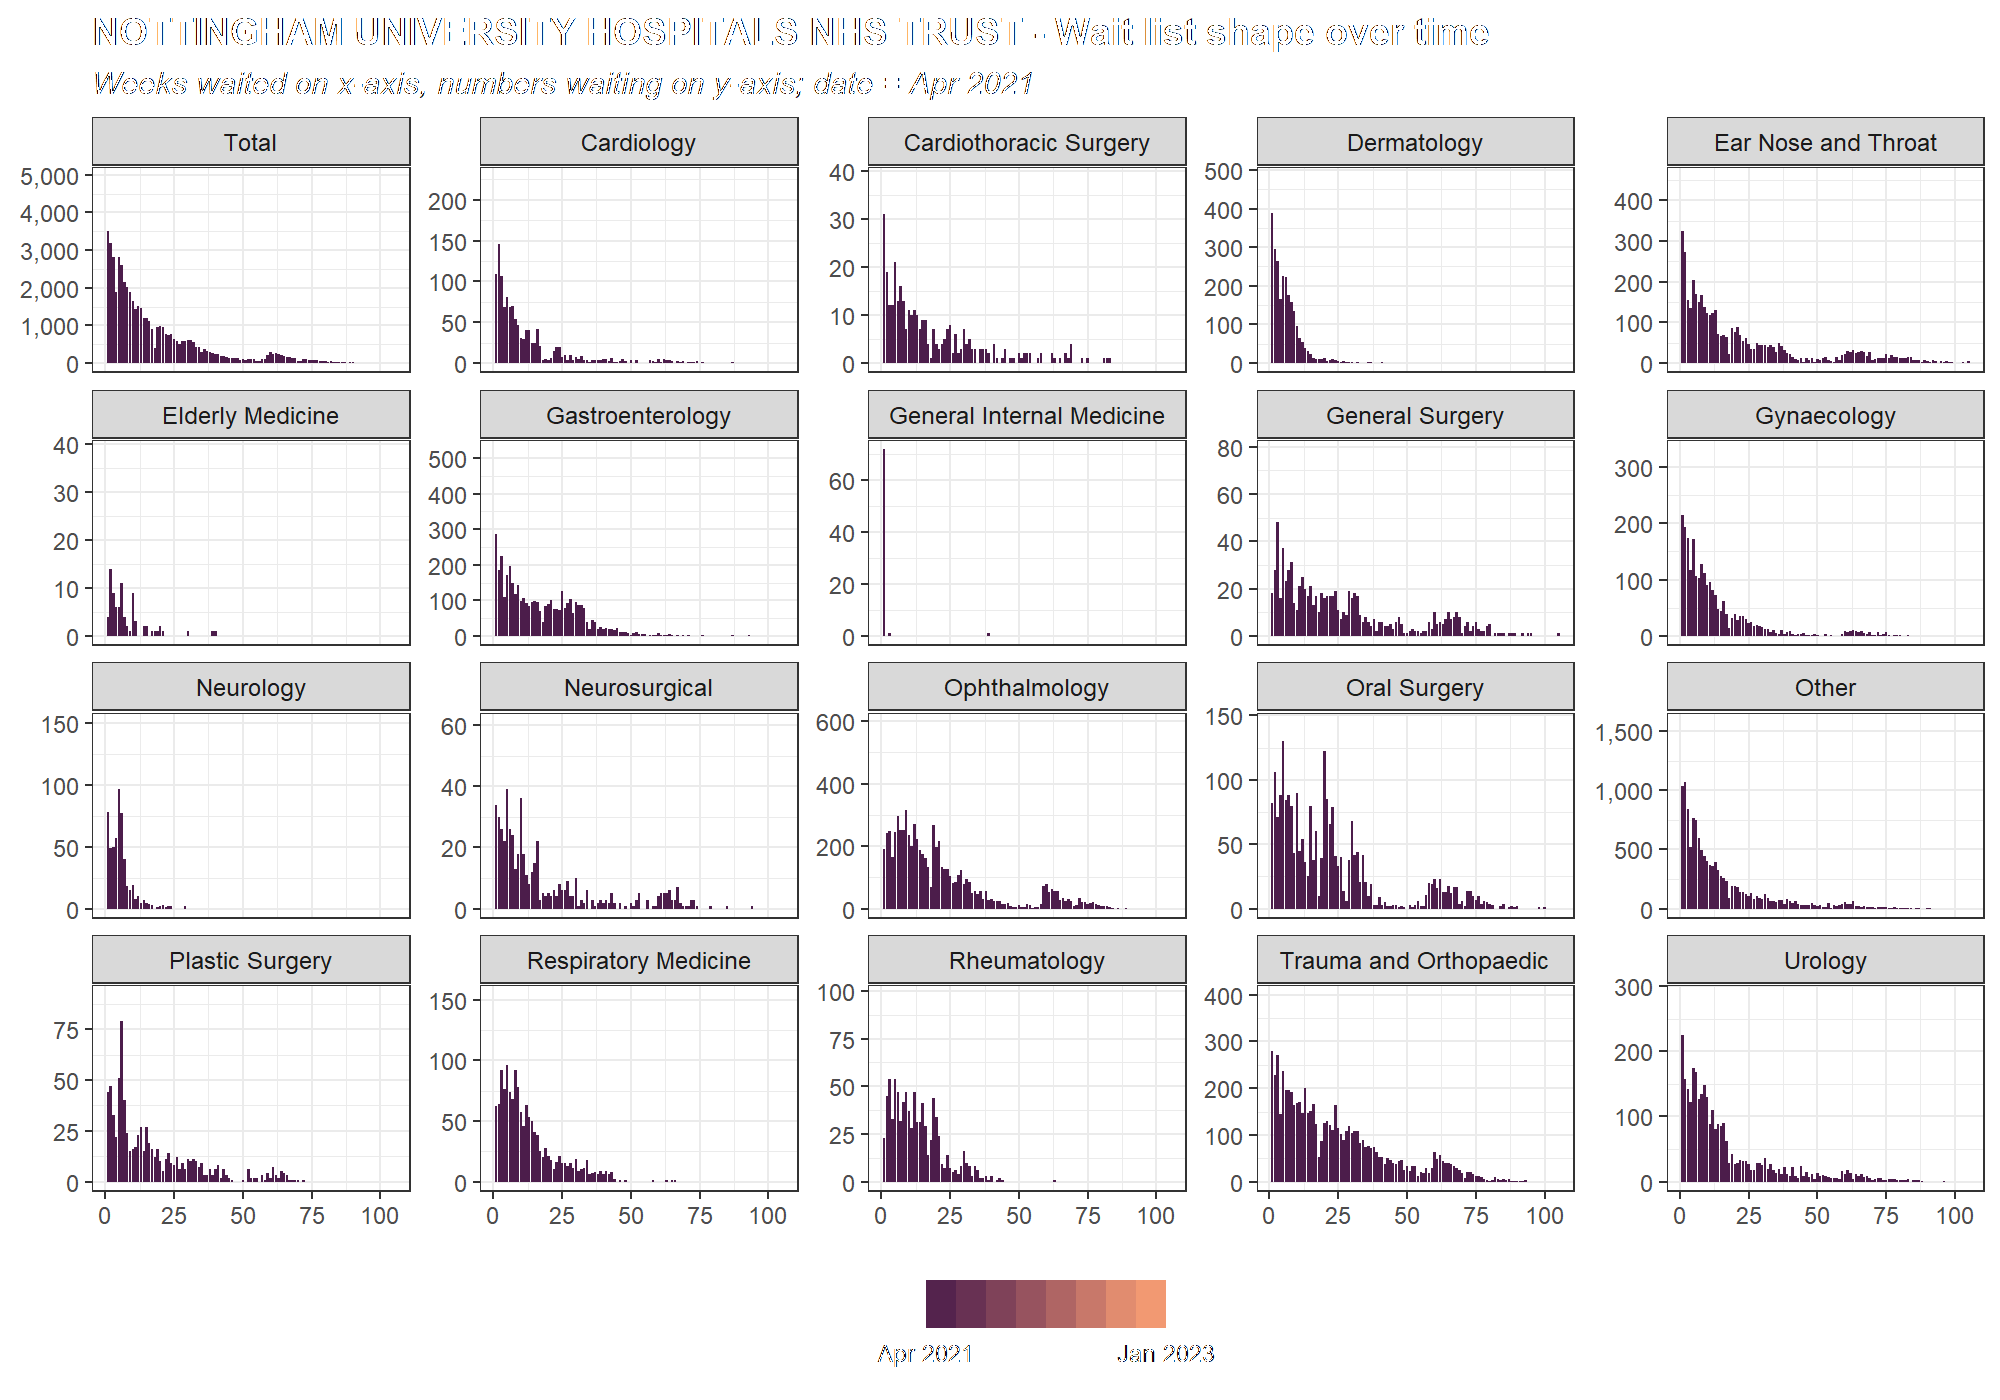 NOTTINGHAM UNIVERSITY HOSPITALS NHS TRUST - Wait list shape over time
Weeks waited on x-axis, numbers waiting on y-axis; date = Apr 2021
Total Cardiology Cardiothoracic Surgery Dermatology Ear Nose and Throat
5,000 4,000 3,000 2,000 1,000 0
200 150 100 50 0
40 30 20 10 0
500 400 300 200 100 0
400 300 200 100 0
Elderly Medicine Gastroenterology General Internal Medicine General Surgery Gynaecology
40 30 20 10 0
500 400 300 200 100 0
60 40 20 0
80 60 40 20 0
300 200 100 0
Neurology Neurosurgical Ophthalmology Oral Surgery Other
150 100 50 0
60 40 20 0
600 400 200 0
150 100 50 0
1,500 1,000 500 0
Plastic Surgery Respiratory Medicine Rheumatology Trauma and Orthopaedic Urology
75 50 25 0
150 100 50 0
100 75 50 25 0
400 300 200 100 0
300 200 100 0
0 25 50 75 100 0 25 50 75 100 0 25 50 75 100 0 25 50 75 100 0 25 50 75 100
Apr 2021 Jan 2023